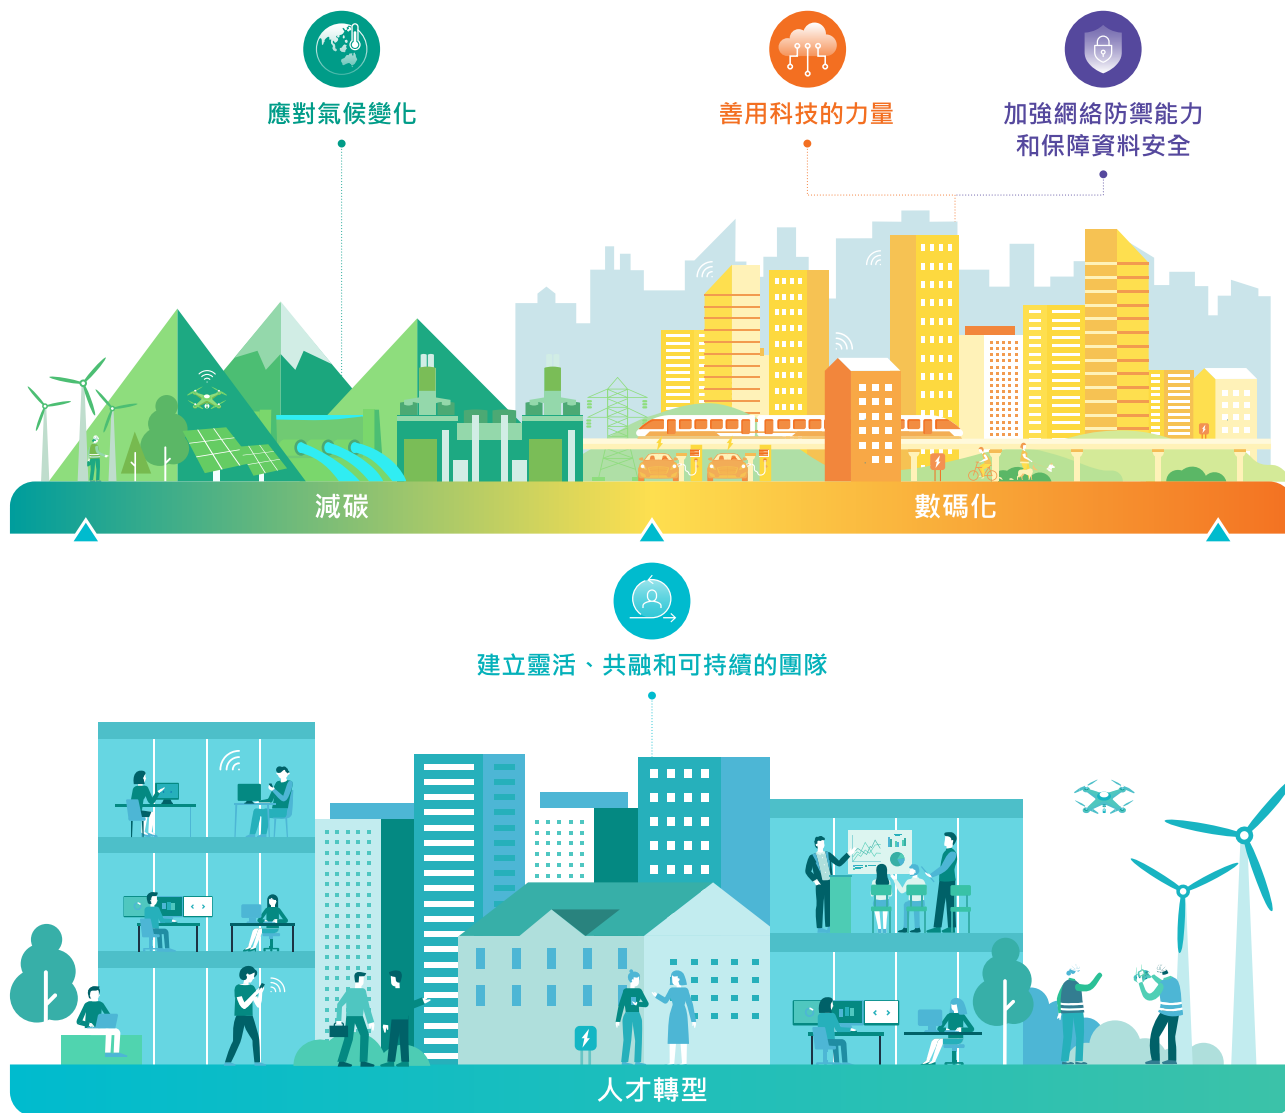 應對氣候變化
善用科技的力量
加強網絡防禦能力
和保障資料安全
減碳
數碼化
建立靈活、共融和可持續的團隊
人才轉型